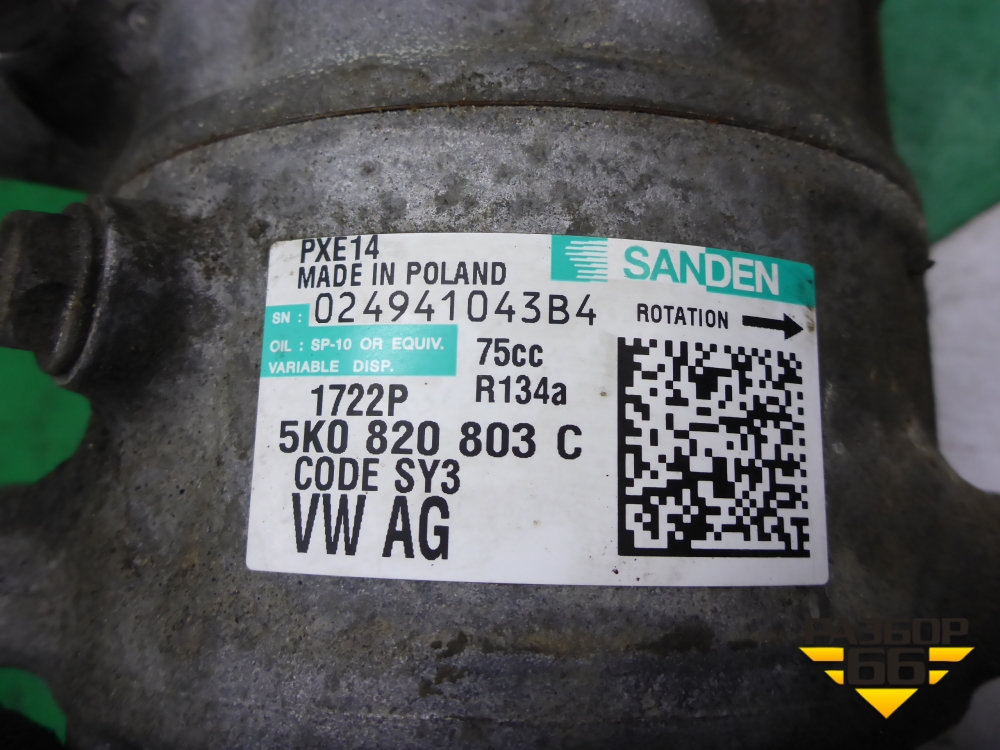 PXE14
MADE IN POLAND
SANDEN
SN : 024941043B4
ROTATION
OIL : SP-10 OR EQUIV.
VARIABLE DISP.
75cc
R134a
1722P
5K0 820 803 C
CODE SY3
VW AG
РАЗБОР
66